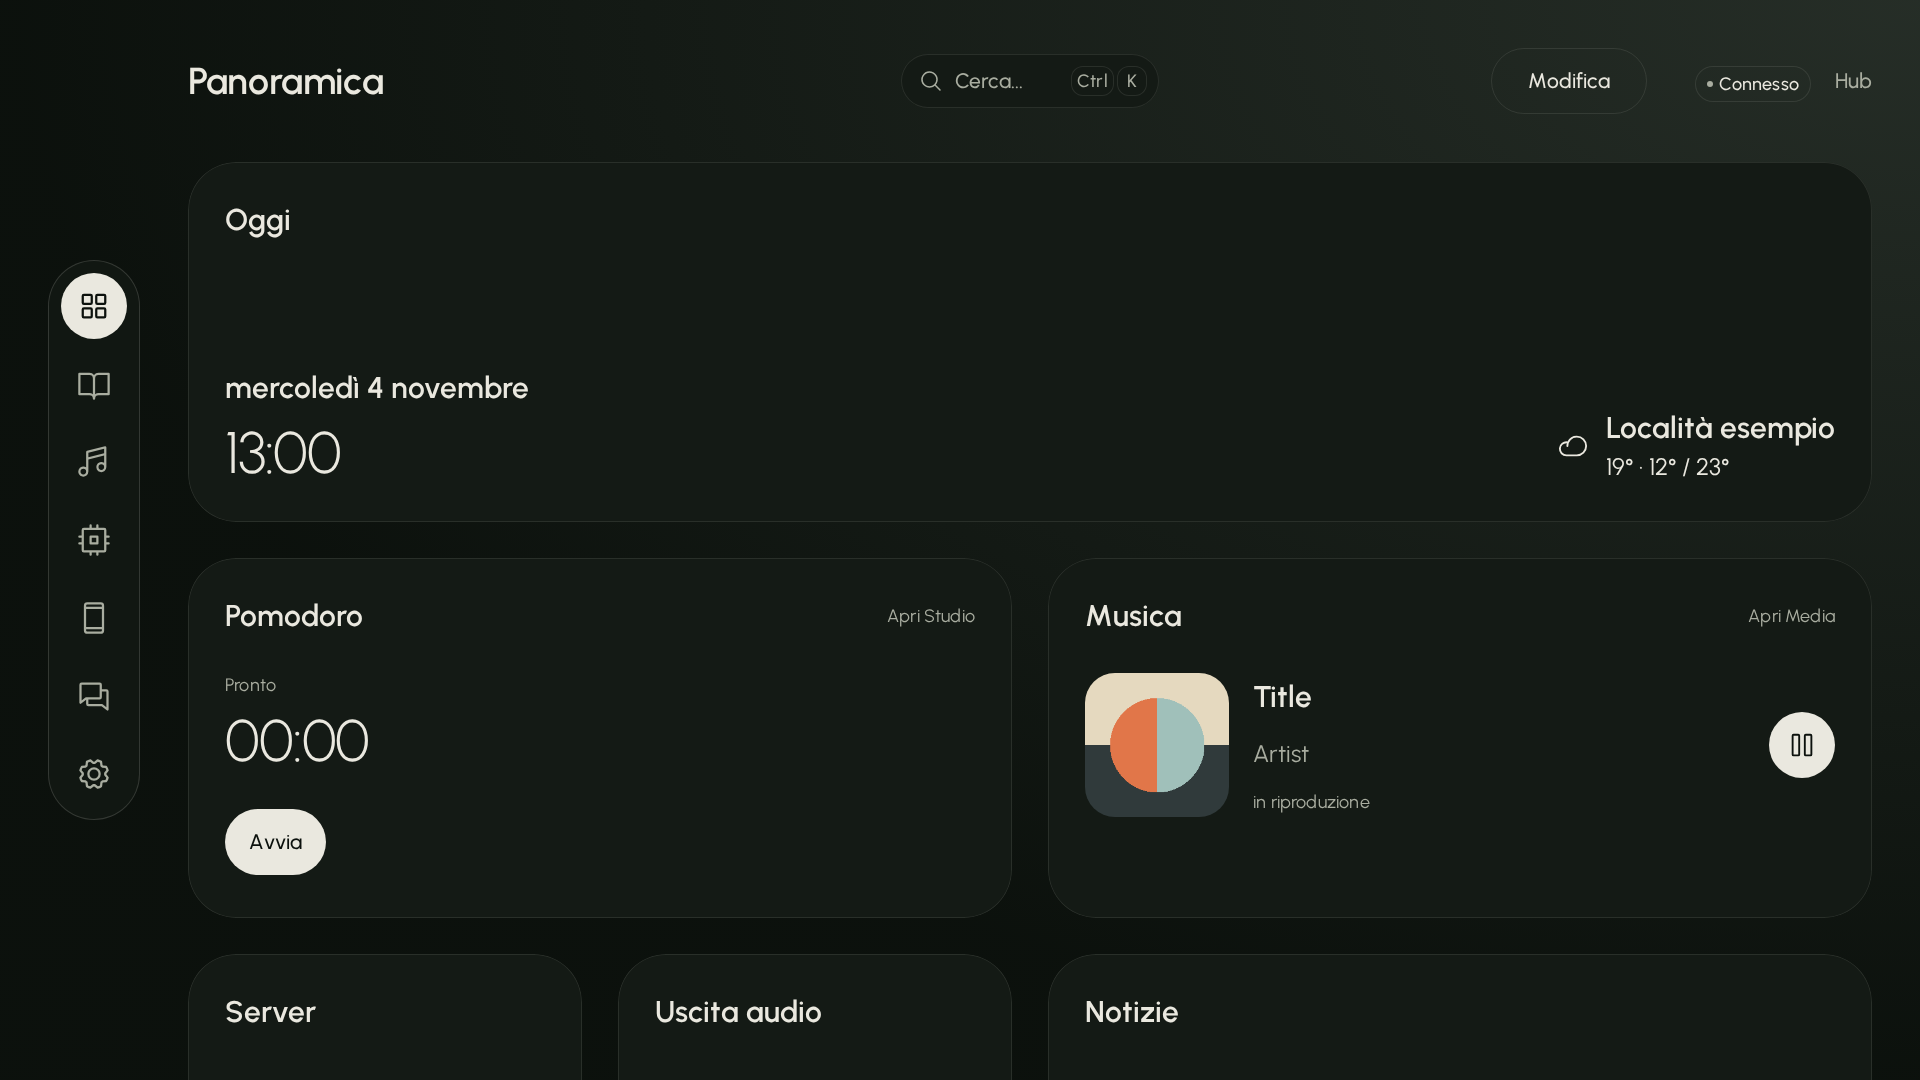 Panoramica
Cerca...
Ctrl K
Modifica
Connesso
Hub
Oggi
mercoledì 4 novembre
13:00
Località esempio
19° · 12° / 23°
Pomodoro
Apri Studio
Pronto
00:00
Avvia
Musica
Apri Media
Title
Artist
in riproduzione
Server
Uscita audio
Notizie